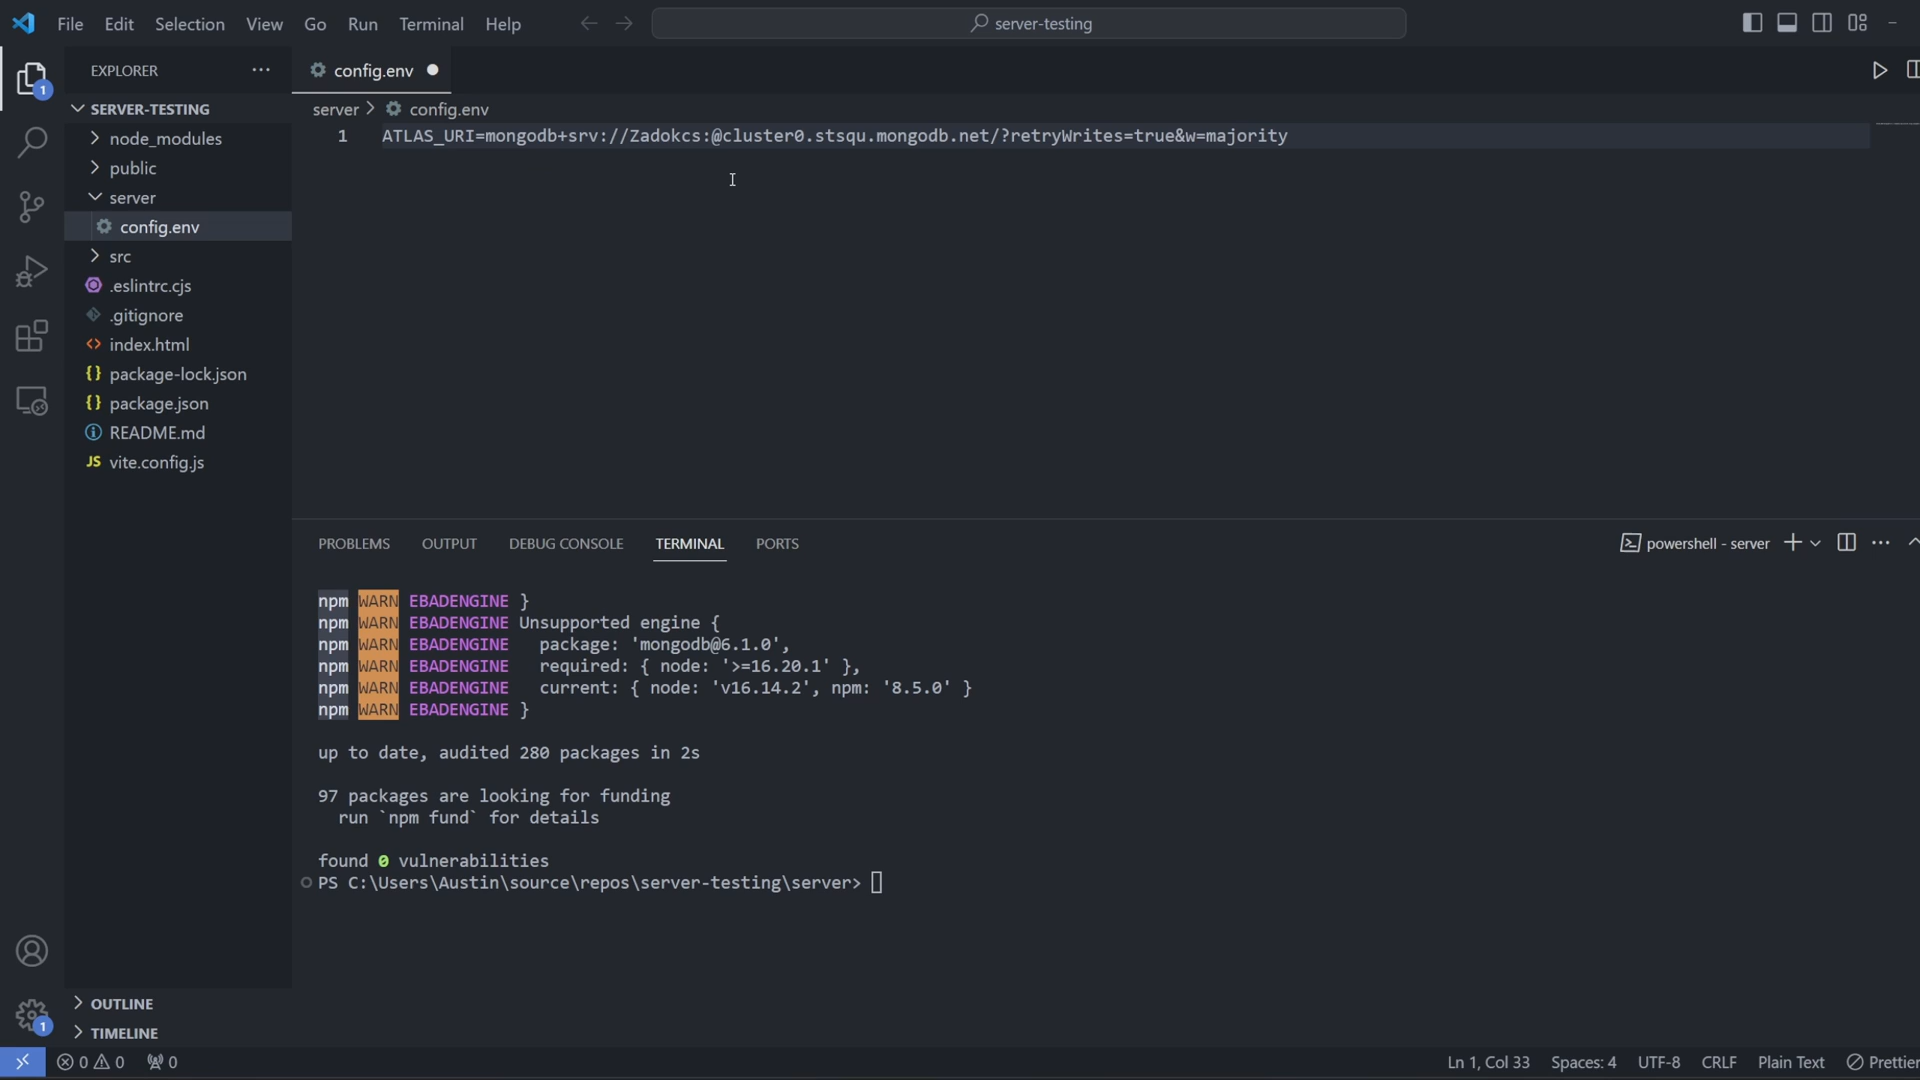 File Edit Selection View Go Run Terminal Help server-testing
EXPLORER
config.env
SERVER-TESTING
server > config.env
node_modules
1 ATLAS_URI=mongodb+srv://Zadokcs:@cluster0.stsqu.mongodb.net/?retryWrites=true&w=majority
public
server
config.env
src
.eslintrc.cjs
.gitignore
index.html
package-lock.json
package.json
README.md
vite.config.js
PROBLEMS OUTPUT DEBUG CONSOLE TERMINAL PORTS
powershell - server
npm WARN EBADENGINE }
npm WARN EBADENGINE Unsupported engine {
npm WARN EBADENGINE   package: 'mongodb@6.1.0',
npm WARN EBADENGINE   required: { node: '>=16.20.1' },
npm WARN EBADENGINE   current: { node: 'v16.14.2', npm: '8.5.0' }
npm WARN EBADENGINE }
up to date, audited 280 packages in 2s
97 packages are looking for funding
run `npm fund` for details
found 0 vulnerabilities
PS C:\Users\Austin\source\repos\server-testing\server>
1
1
OUTLINE
TIMELINE
0 0 0
Ln 1, Col 33 Spaces: 4 UTF-8 CRLF Plain Text Prettier